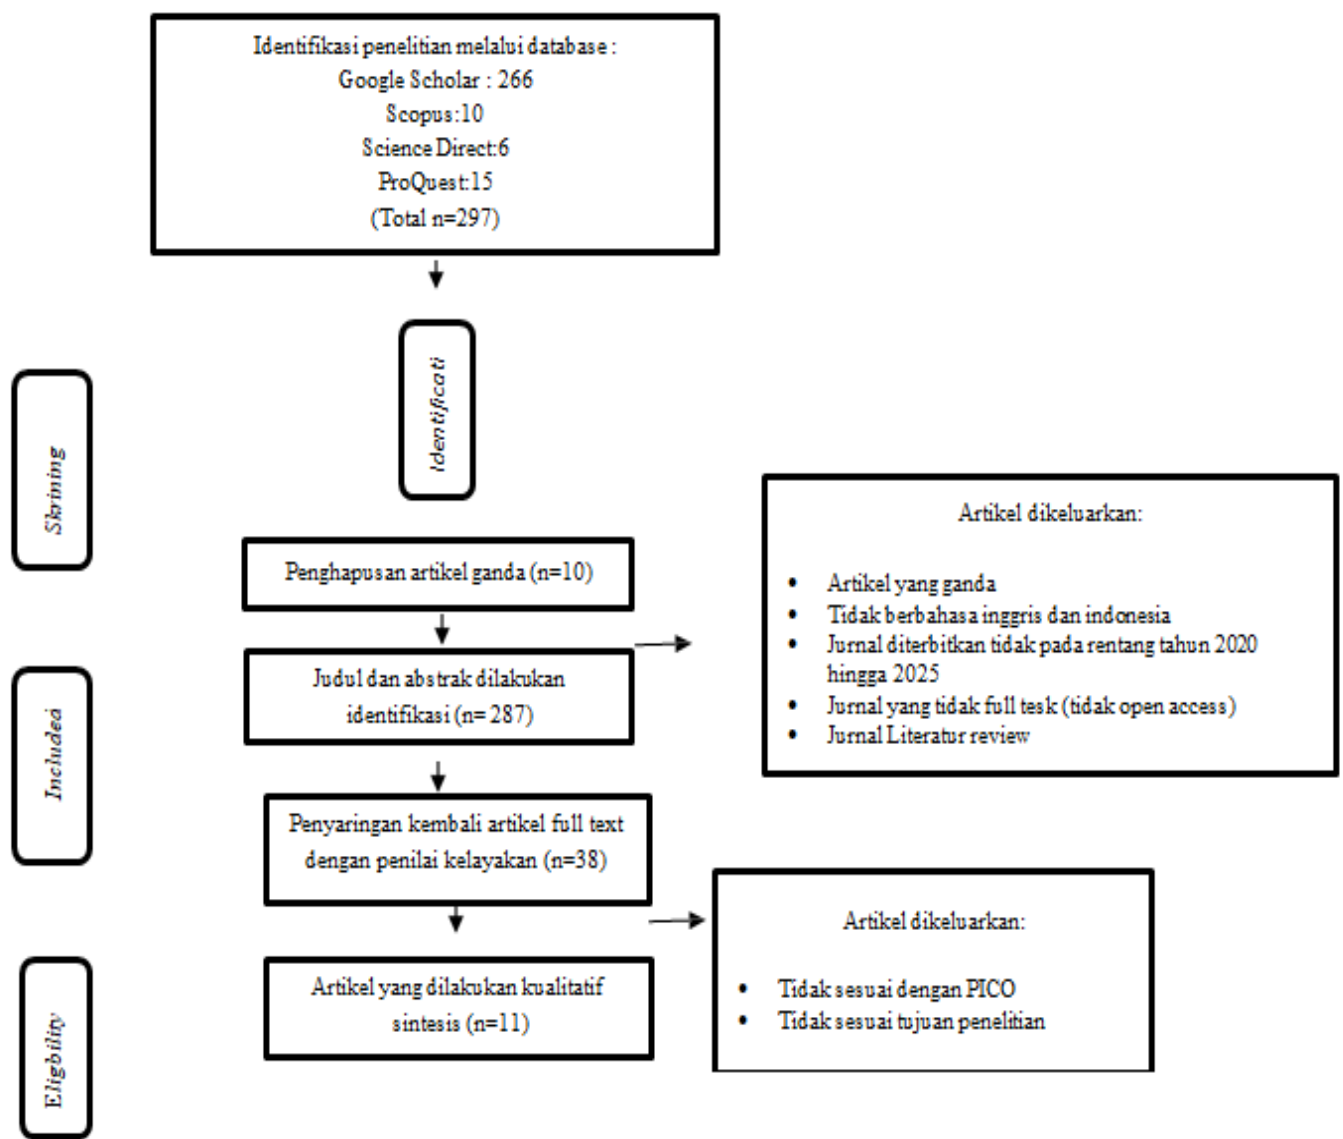 Identifikasi penelitian melalui database :
Google Scholar : 266
Scopus:10
Science Direct:6
ProQuest:15
(Total n=297)
Identificati
Skrining
Penghapusan artikel ganda (n=10)
Judul dan abstrak dilakukan
identifikasi (n= 287)
Artikel dikeluarkan:
• Artikel yang ganda
• Tidak berbahasa inggris dan indonesia
• Jurnal diterbitkan tidak pada rentang tahun 2020
hingga 2025
• Jurnal yang tidak full tesk (tidak open access)
• Jurnal Literatur review
Included
Penyaringan kembali artikel full text
dengan penilai kelayakan (n=38)
Artikel dikeluarkan:
• Tidak sesuai dengan PICO
• Tidak sesuai tujuan penelitian
Eligbility
Artikel yang dilakukan kualitatif
sintesis (n=11)